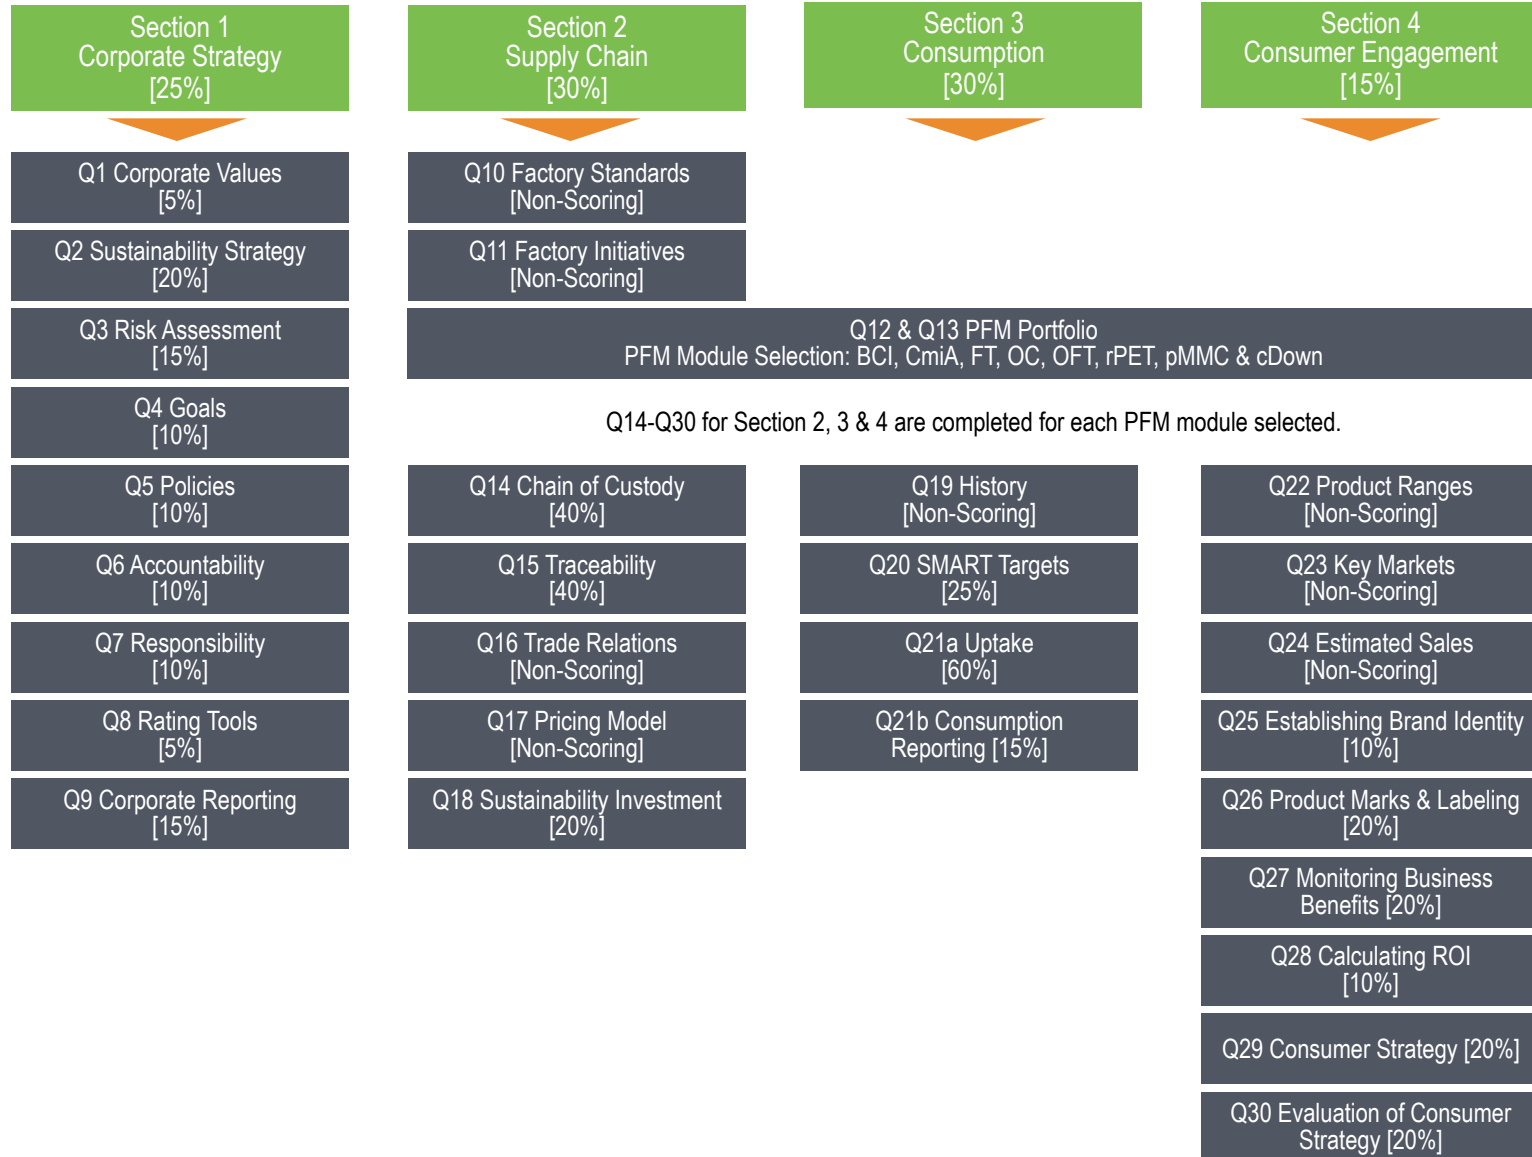 Section 1
Corporate Strategy
[25%]
Section 2
Supply Chain
[30%]
Section 3
Consumption
[30%]
Section 4
Consumer Engagement
[15%]
Q1 Corporate Values
[5%]
Q2 Sustainability Strategy
[20%]
Q3 Risk Assessment
[15%]
Q4 Goals
[10%]
Q5 Policies
[10%]
Q6 Accountability
[10%]
Q7 Responsibility
[10%]
Q8 Rating Tools
[5%]
Q9 Corporate Reporting
[15%]
Q10 Factory Standards
[Non-Scoring]
Q11 Factory Initiatives
[Non-Scoring]
Q12 & Q13 PFM Portfolio
PFM Module Selection: BCI, CmiA, FT, OC, OFT, rPET, pMMC & cDown
Q14-Q30 for Section 2, 3 & 4 are completed for each PFM module selected.
Q14 Chain of Custody
[40%]
Q15 Traceability
[40%]
Q16 Trade Relations
[Non-Scoring]
Q17 Pricing Model
[Non-Scoring]
Q18 Sustainability Investment
[20%]
Q19 History
[Non-Scoring]
Q20 SMART Targets
[25%]
Q21a Uptake
[60%]
Q21b Consumption
Reporting [15%]
Q22 Product Ranges
[Non-Scoring]
Q23 Key Markets
[Non-Scoring]
Q24 Estimated Sales
[Non-Scoring]
Q25 Establishing Brand Identity
[10%]
Q26 Product Marks & Labeling
[20%]
Q27 Monitoring Business
Benefits [20%]
Q28 Calculating ROI
[10%]
Q29 Consumer Strategy [20%]
Q30 Evaluation of Consumer
Strategy [20%]